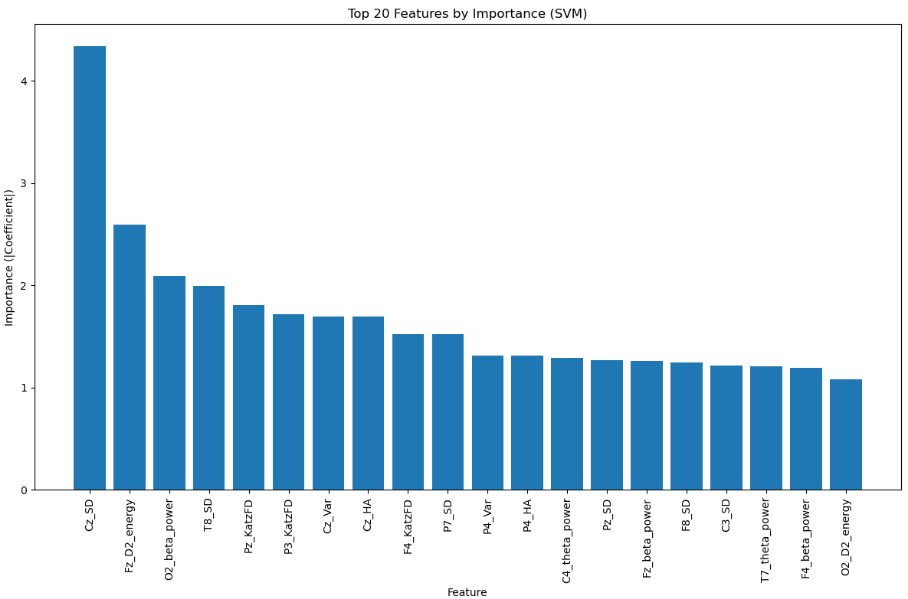 Top 20 Features by Importance (SVM)
Importance (|Coefficient|)
4
3
2
1
0
Cz_SD
Fz_D2_energy
O2_beta_power
T8_SD
Pz_KatzFD
P3_KatzFD
Cz_Var
Cz_HA
F4_KatzFD
P7_SD
P4_Var
P4_HA
C4_theta_power
Pz_SD
Fz_beta_power
F8_SD
C3_SD
T7_theta_power
F4_beta_power
O2_D2_energy
Feature